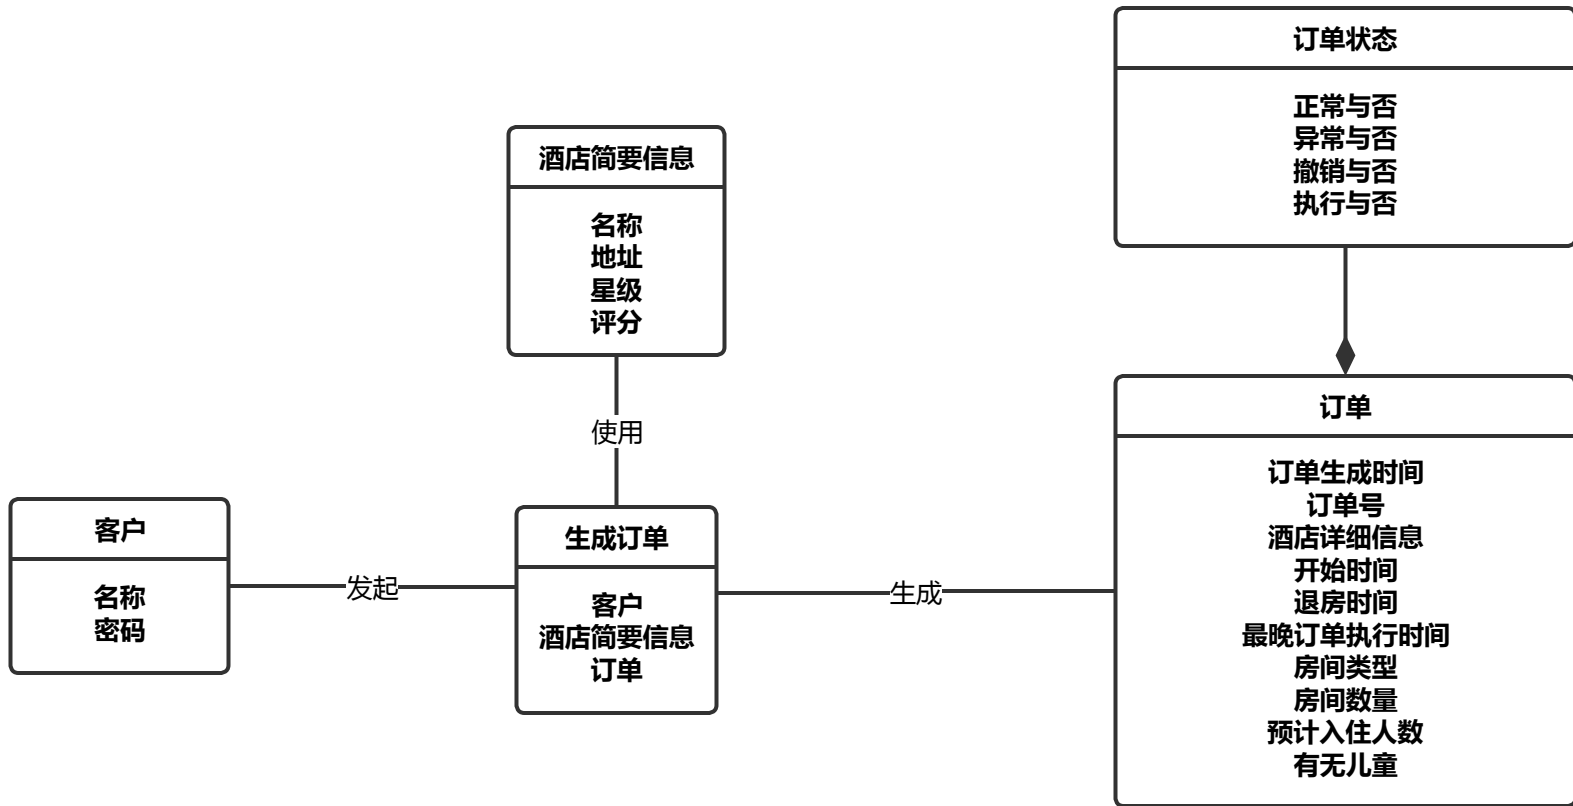 订单状态
正常与否
异常与否
撤销与否
执行与否
酒店简要信息
名称
地址
星级
评分
使用
客户
名称
密码
发起
生成订单
客户
酒店简要信息
订单
生成
订单
订单生成时间
订单号
酒店详细信息
开始时间
退房时间
最晚订单执行时间
房间类型
房间数量
预计入住人数
有无儿童